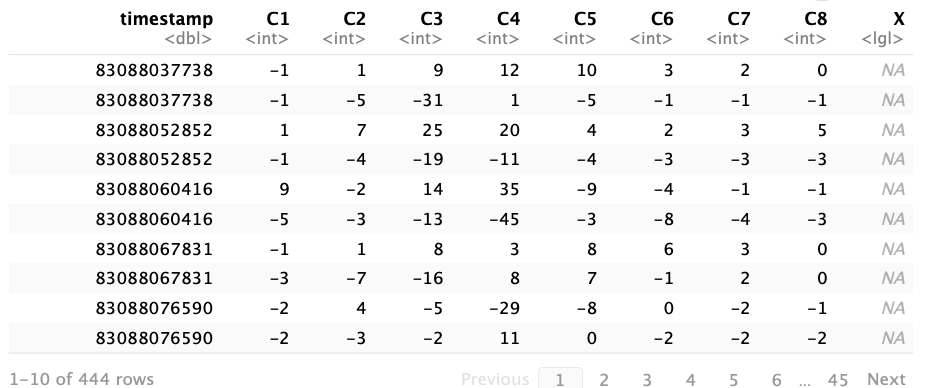 timestamp C1 C2 C3 C4 C5 C6 C7 C8 X
<dbl> <int> <int> <int> <int> <int> <int> <int> <int> <lgl>
83088037738 -1 1 9 12 10 3 2 0 NA
83088037738 -1 -5 -31 1 -5 -1 -1 -1 NA
83088052852 1 7 25 20 4 2 3 5 NA
83088052852 -1 -4 -19 -11 -4 -3 -3 -3 NA
83088060416 9 -2 14 35 -9 -4 -1 -1 NA
83088060416 -5 -3 -13 -45 -3 -8 -4 -3 NA
83088067831 -1 1 8 3 8 6 3 0 NA
83088067831 -3 -7 -16 8 7 -1 2 0 NA
83088076590 -2 4 -5 -29 -8 0 -2 -1 NA
83088076590 -2 -3 -2 11 0 -2 -2 -2 NA
1-10 of 444 rows Previous 1 2 3 4 5 6 ... 45 Next